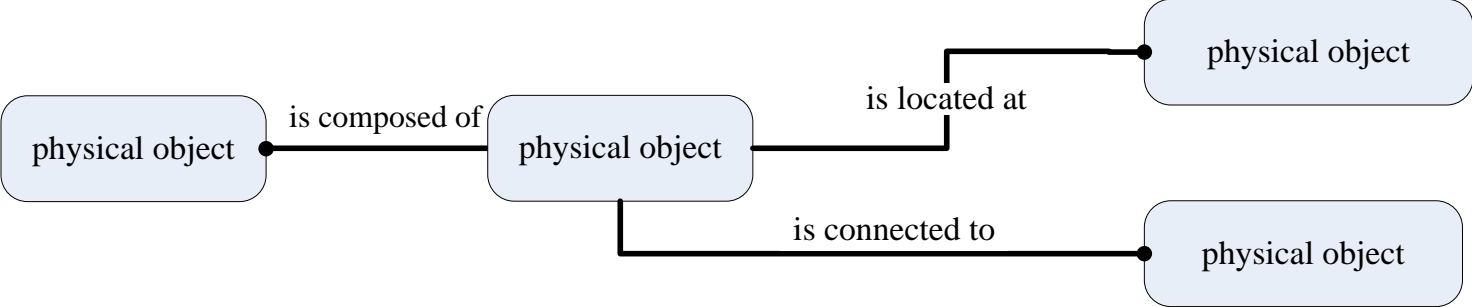 physical object
is located at
is composed of
physical object
physical object
is connected to
physical object